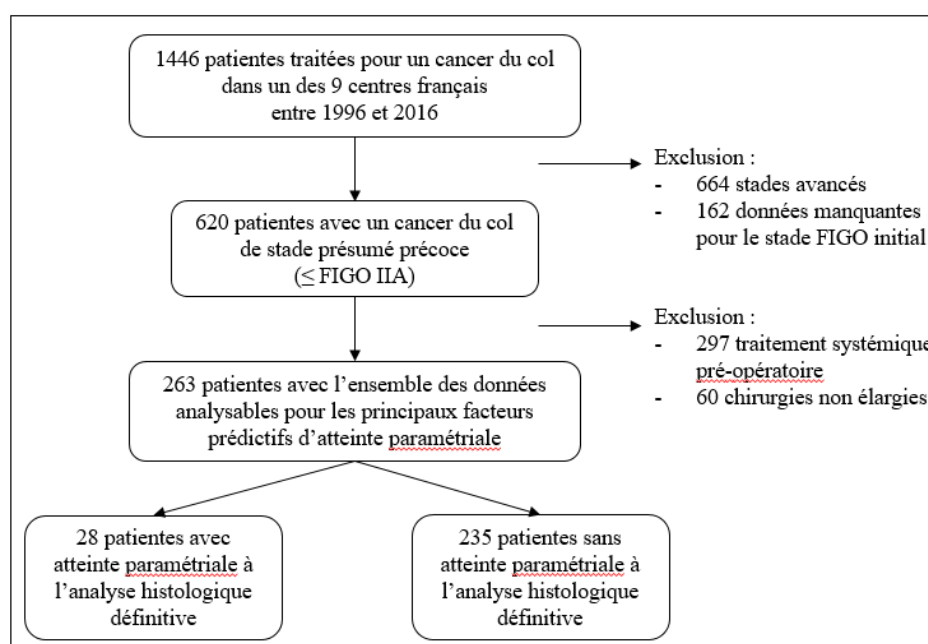 1446 patientes traitées pour un cancer du col
dans un des 9 centres français
entre 1996 et 2016
Exclusion :
- 664 stades avancés
- 162 données manquantes
pour le stade FIGO initial
620 patientes avec un cancer du col
de stade présumé précoce
(≤ FIGO IIA)
Exclusion :
- 297 traitement systémique
pré-opératoire
- 60 chirurgies non élargies
263 patientes avec l’ensemble des données
analysables pour les principaux facteurs
prédictifs d’atteinte paramétriale
28 patientes avec
atteinte paramétriale à
l’analyse histologique
définitive
235 patientes sans
atteinte paramétriale à
l’analyse histologique
définitive